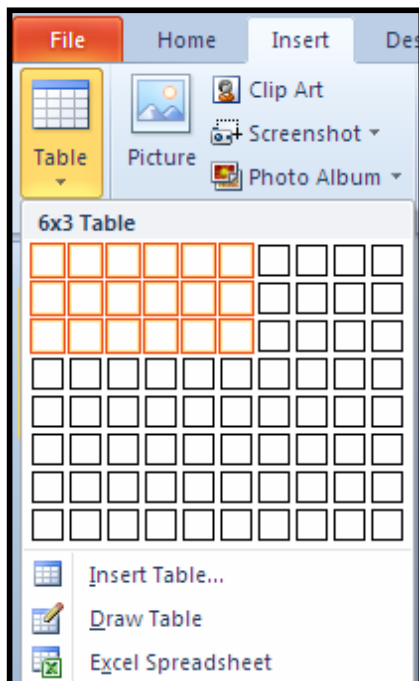 File Home Insert Des
Table
Picture
Clip Art
Screenshot
Photo Album
6x3 Table
Insert Table...
Draw Table
Excel Spreadsheet